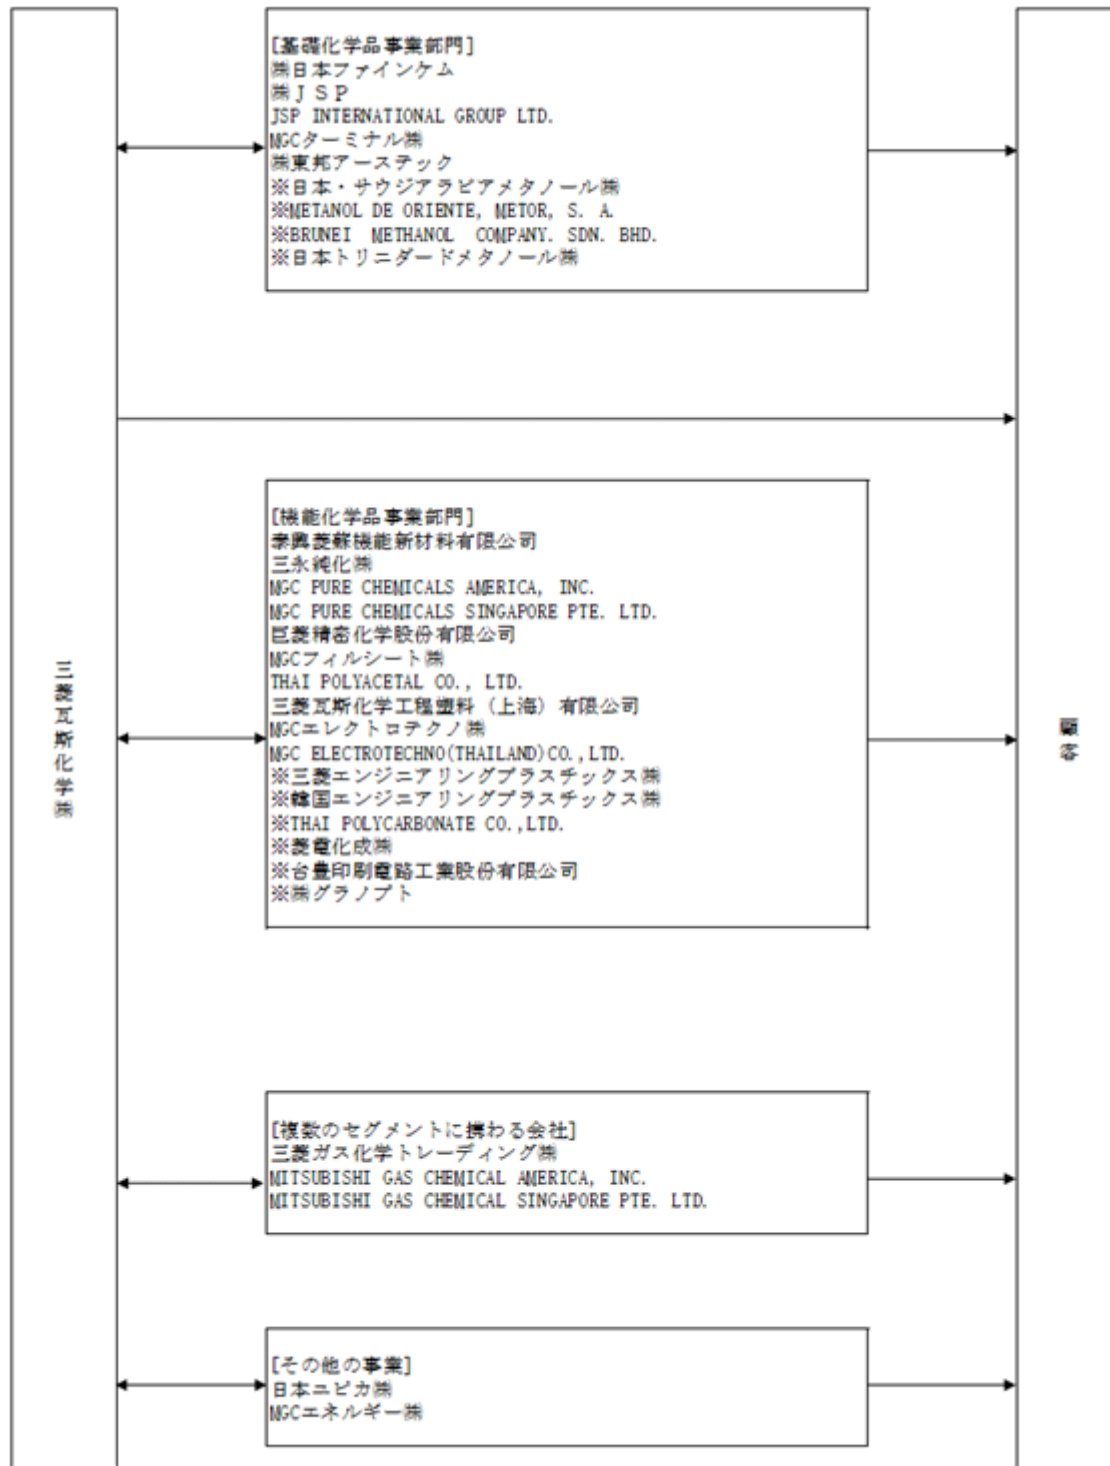 三菱瓦斯化学㈱
[基礎化学品事業部門]
㈱日本ファインケム
㈱ＪＳＰ
JSP INTERNATIONAL GROUP LTD.
MGCターミナル㈱
㈱東邦アーステック
※日本・サウジアラビアメタノール㈱
※METANOL DE ORIENTE, METOR, S. A.
※BRUNEI METHANOL COMPANY. SDN. BHD.
※日本トリニダードメタノール㈱
[機能化学品事業部門]
泰興菱蘇機能新材料有限公司
三永純化㈱
MGC PURE CHEMICALS AMERICA, INC.
MGC PURE CHEMICALS SINGAPORE PTE. LTD.
巨菱精密化学股份有限公司
MGCフィルシート㈱
THAI POLYACETAL CO., LTD.
三菱瓦斯化学工程塑料（上海）有限公司
MGCエレクトロテクノ㈱
MGC ELECTROTECHNO(THAILAND)CO.,LTD.
※三菱エンジニアリングプラスチックス㈱
※韓国エンジニアリングプラスチックス㈱
※THAI POLYCARBONATE CO.,LTD.
※菱電化成㈱
※台豊印刷電路工業股份有限公司
※㈱グラノプト
[複数のセグメントに携わる会社]
三菱ガス化学トレーディング㈱
MITSUBISHI GAS CHEMICAL AMERICA, INC.
MITSUBISHI GAS CHEMICAL SINGAPORE PTE. LTD.
[その他の事業]
日本ユピカ㈱
MGCエネルギー㈱
顧客